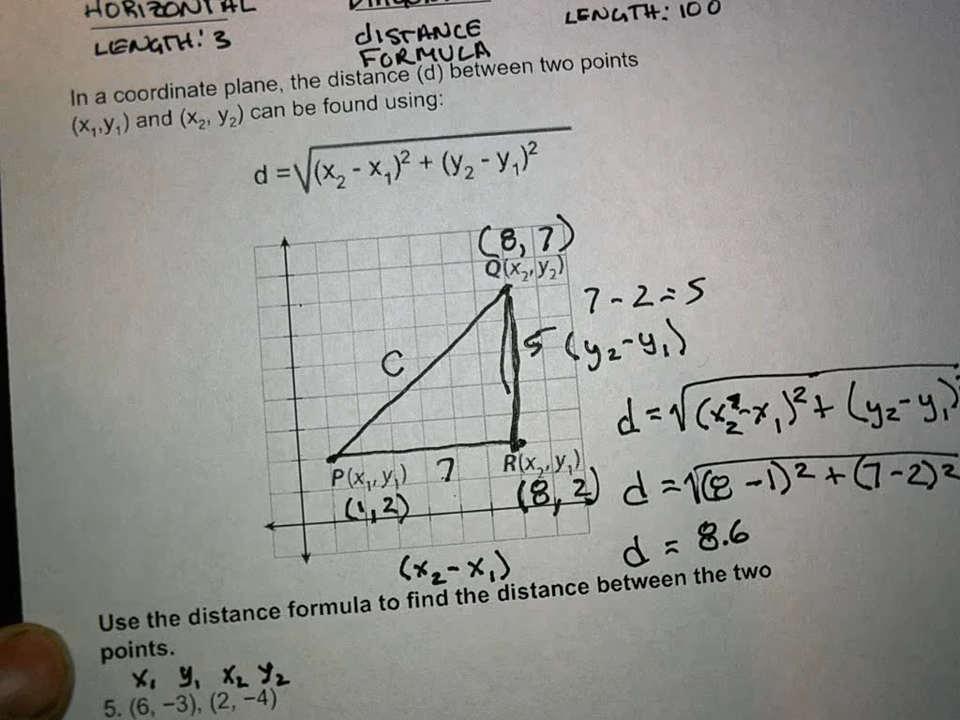 HORIZONTAL
LENGTH: 3
DISTANCE
FORMULA
LENGTH: 100
In a coordinate plane, the distance (d) between two points
(x₁,y₁) and (x₂, y₂) can be found using:
d = √(x₂ - x₁)² + (y₂ - y₁)²
(8, 7)
Q(x₂, y₂)
7 - 2 = 5
C
5 (y₂ - y₁)
d = √(x₂ - x₁)² + (y₂ - y₁)
P(x₁, y₁) 7
R(x₂, y₁)
(1, 2)
(8, 2)
d = √(8 - 1)² + (7 - 2)²
d = 8.6
(x₂ - x₁)
Use the distance formula to find the distance between the two
points.
x₁ y₁ x₂ y₂
5. (6, −3), (2, −4)